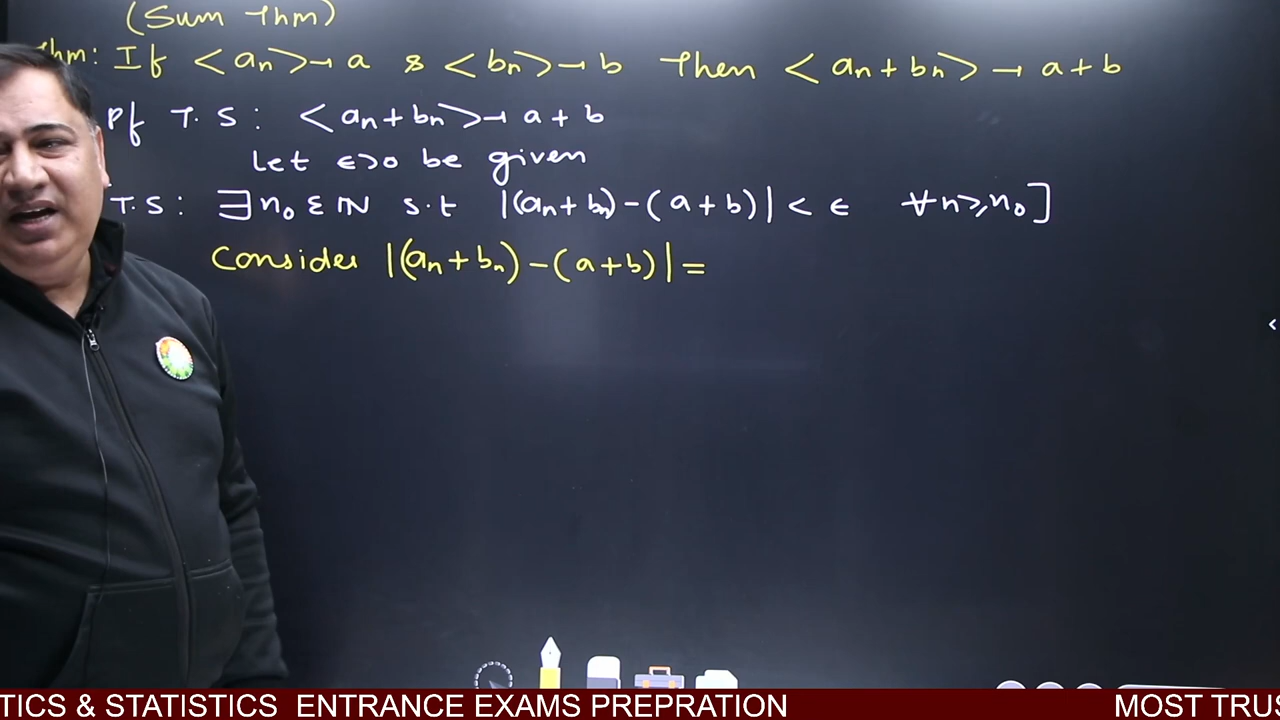 (Sum Thm)
Thm: If <aₙ>→a & <bₙ>→b Then <aₙ+bₙ>→a+b
Pf T.S: <aₙ+bₙ>→a+b
Let ϵ>0 be given
T.S: ∃n₀∈ℕ s.t |(aₙ+bₙ)-(a+b)|<ϵ ∀n≥n₀]
Consider |(aₙ+bₙ)-(a+b)|=
TICS & STATISTICS ENTRANCE EXAMS PREPRATION MOST TRUS